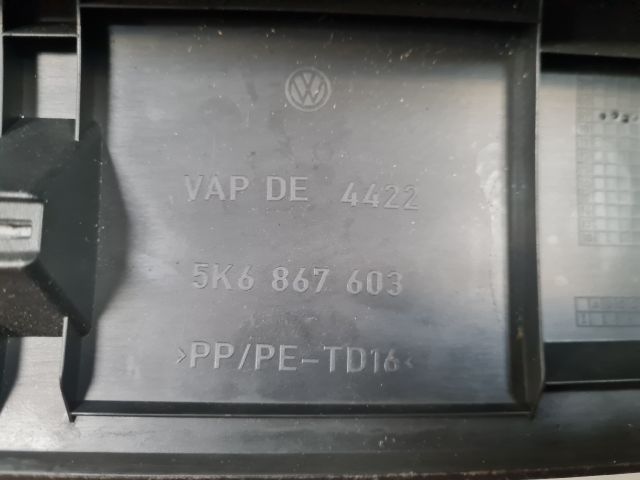 VAP DE 4422
5K6 867 603
>PP/PE-TD16<